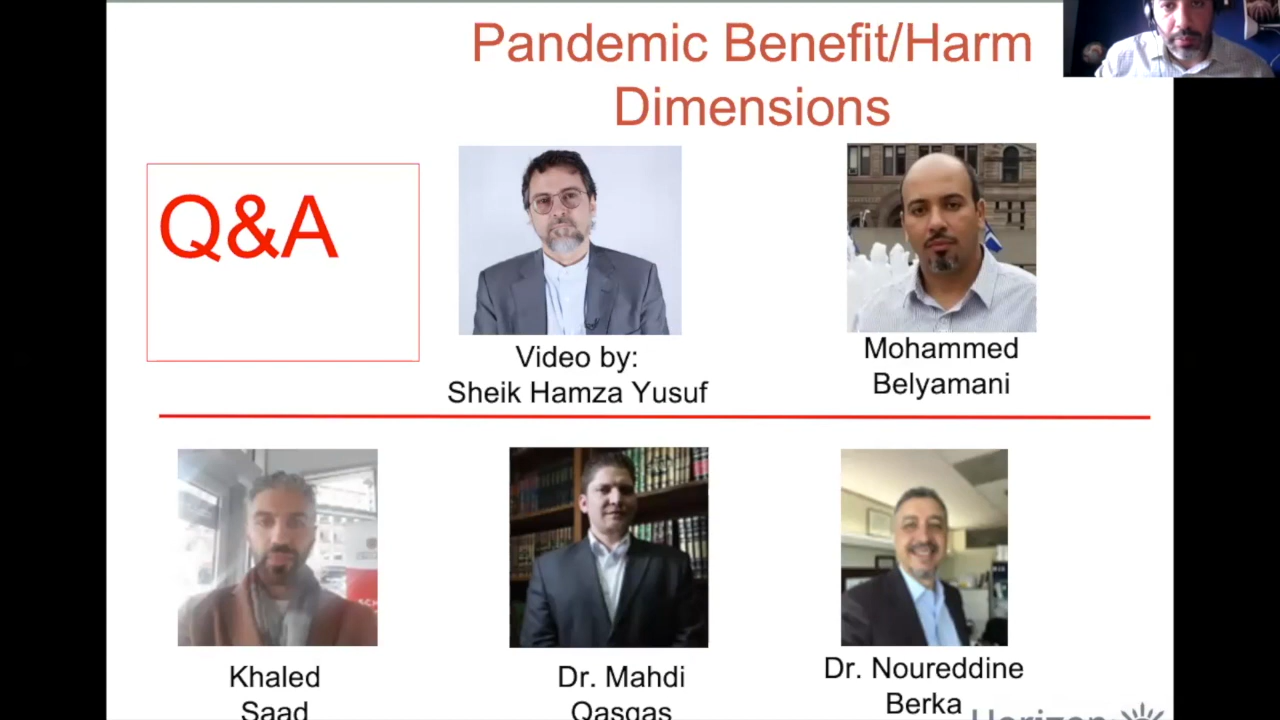 Pandemic Benefit/Harm
Dimensions
Q&A
Video by:
Sheik Hamza Yusuf
Mohammed
Belyamani
Khaled
Saad
Dr. Mahdi
Qasqas
Dr. Noureddine
Berka
Horizon